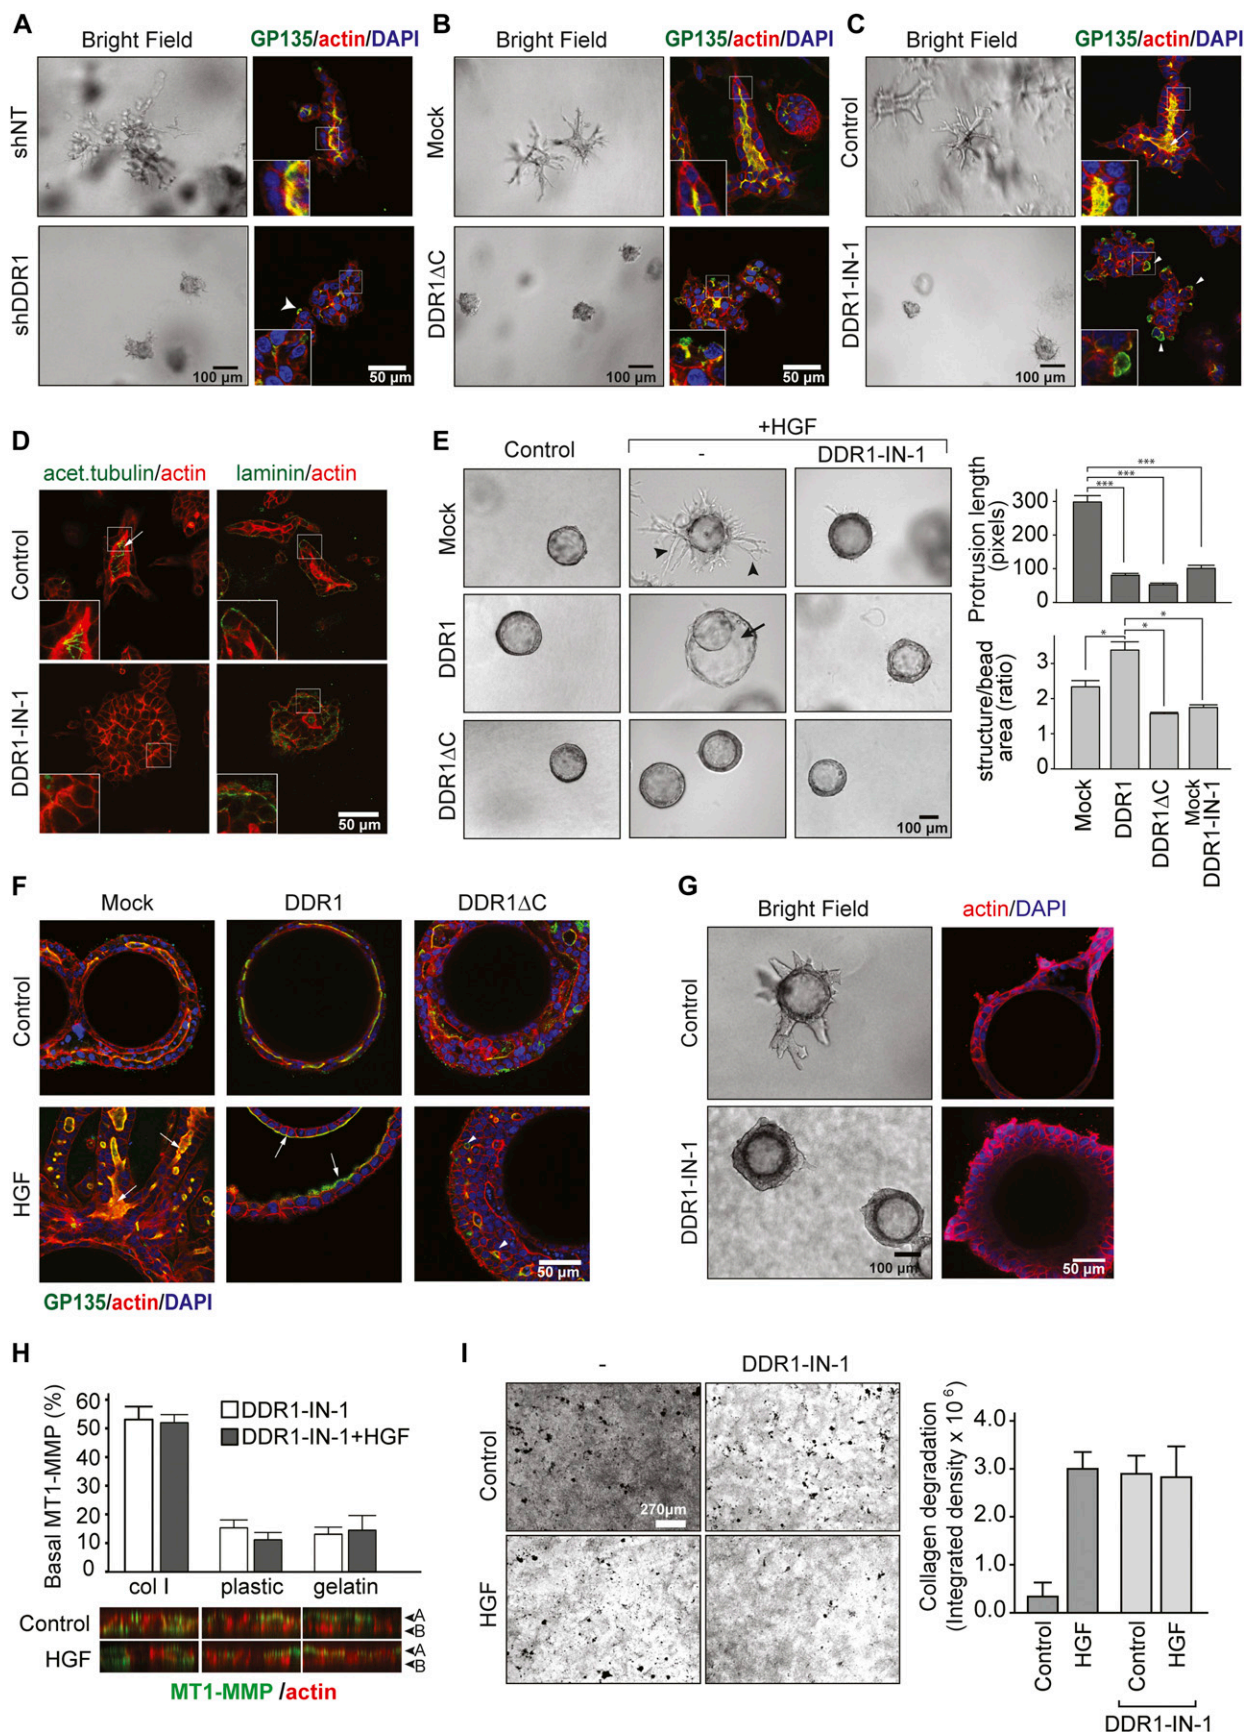 A
Bright Field
GP135/actin/DAPI
shNT
shDDR1
100 µm
50 µm
B
Bright Field
GP135/actin/DAPI
Mock
DDR1ΔC
100 µm
50 µm
C
Bright Field
GP135/actin/DAPI
Control
DDR1-IN-1
100 µm
50 µm
D
acet.tubulin/actin
laminin/actin
Control
DDR1-IN-1
50 µm
E
+HGF
Control
-
DDR1-IN-1
Mock
DDR1
DDR1ΔC
100 µm
Protrusion length
(pixels)
300
100
0
***
***
***
structure/bead
area (ratio)
3
2
1
0
*
*
*
Mock
DDR1
DDR1ΔC
Mock
DDR1-IN-1
F
Mock
DDR1
DDR1ΔC
Control
HGF
50 µm
GP135/actin/DAPI
G
Bright Field
actin/DAPI
Control
DDR1-IN-1
100 µm
50 µm
H
Basal MT1-MMP (%)
60
50
40
30
20
10
0
DDR1-IN-1
DDR1-IN-1+HGF
col I
plastic
gelatin
Control
A
B
HGF
A
B
MT1-MMP /actin
I
-
DDR1-IN-1
Control
HGF
270µm
Collagen degradation
(Integrated density x 10⁶)
4.0
3.0
2.0
1.0
0.0
Control
HGF
Control
HGF
DDR1-IN-1